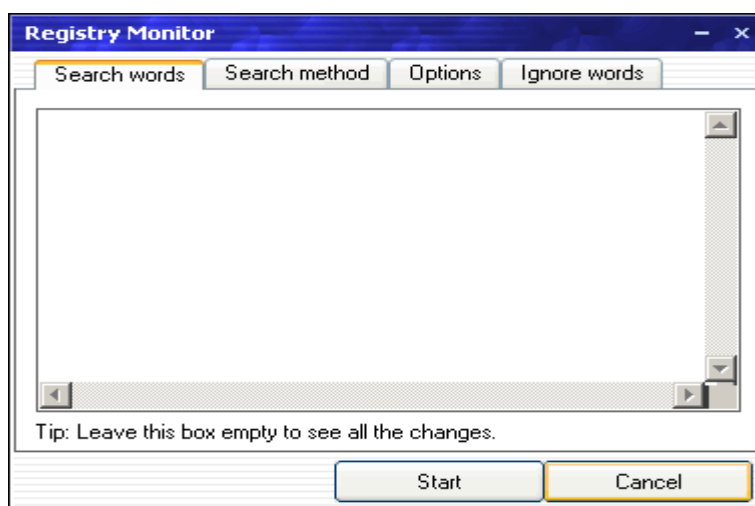 Registry Monitor
Search words Search method Options Ignore words
Tip: Leave this box empty to see all the changes.
Start Cancel